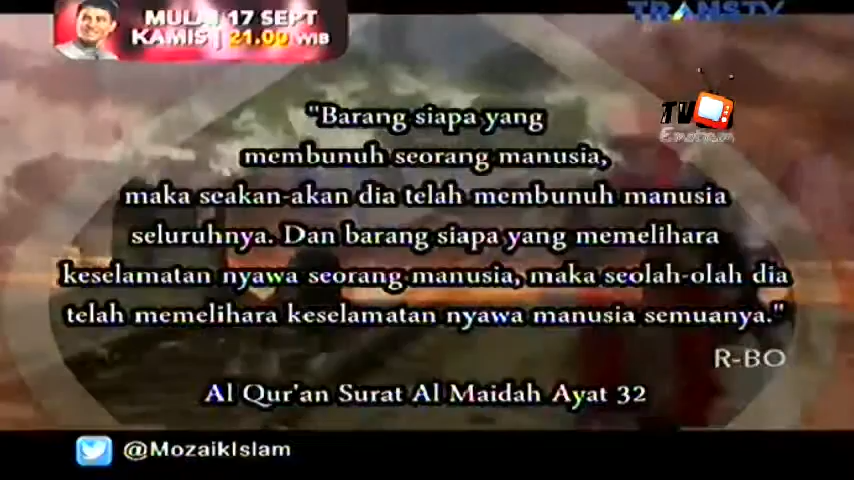 MULAI 17 SEPT
KAMIS | 21.00 WIB
TRANSTV
TV
"Barang siapa yang
membunuh seorang manusia,
maka seakan-akan dia telah membunuh manusia
seluruhnya. Dan barang siapa yang memelihara
keselamatan nyawa seorang manusia, maka seolah-olah dia
telah memelihara keselamatan nyawa manusia semuanya."
R-BO
Al Qur'an Surat Al Maidah Ayat 32
@MozaikIslam